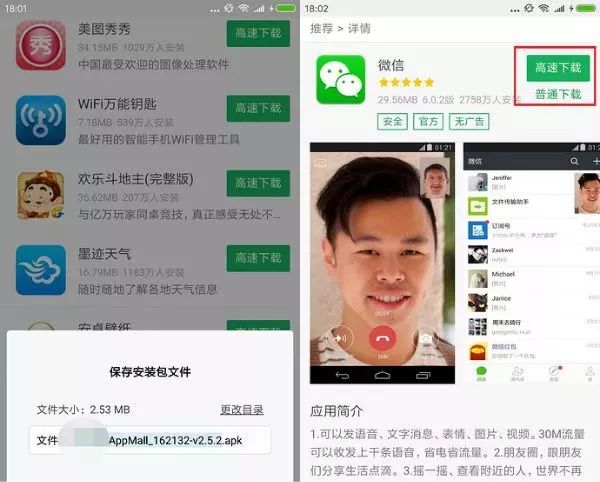 18:01
美图秀秀
34.15MB 1029万人安装
中国最受欢迎的图像处理软件
高速下载
WiFi万能钥匙
7.18MB 539万人安装
最好用的智能手机WiFi管理工具
高速下载
欢乐斗地主(完整版)
36.62MB 207万人安装
与亿万玩家同桌竞技，真正感受无处不...
高速下载
墨迹天气
16.79MB 1183万人安装
随时随地了解各地天气信息
高速下载
安卓壁纸
保存安装包文件
文件大小：2.53 MB
更改目录
文件
AppMall_162132-v2.5.2.apk
18:02
推荐 > 详情
微信
29.56MB 6.0.2版 2758万人安装
高速下载
普通下载
安全 官方 无广告
01:21
微信
Jeniffer
[图片]
文件传输助手
订阅号
Zackwei
Michael
[图片]
Janice
[图片]
周末去骑行
微信红包
微信
应用简介
1.可以发语音、文字消息、表情、图片、视频。30M流量
可以收发上千条语音，省电省流量。2.朋友圈，跟朋友
们分享生活点滴。3.摇一摇、查看附近的人，世界不再